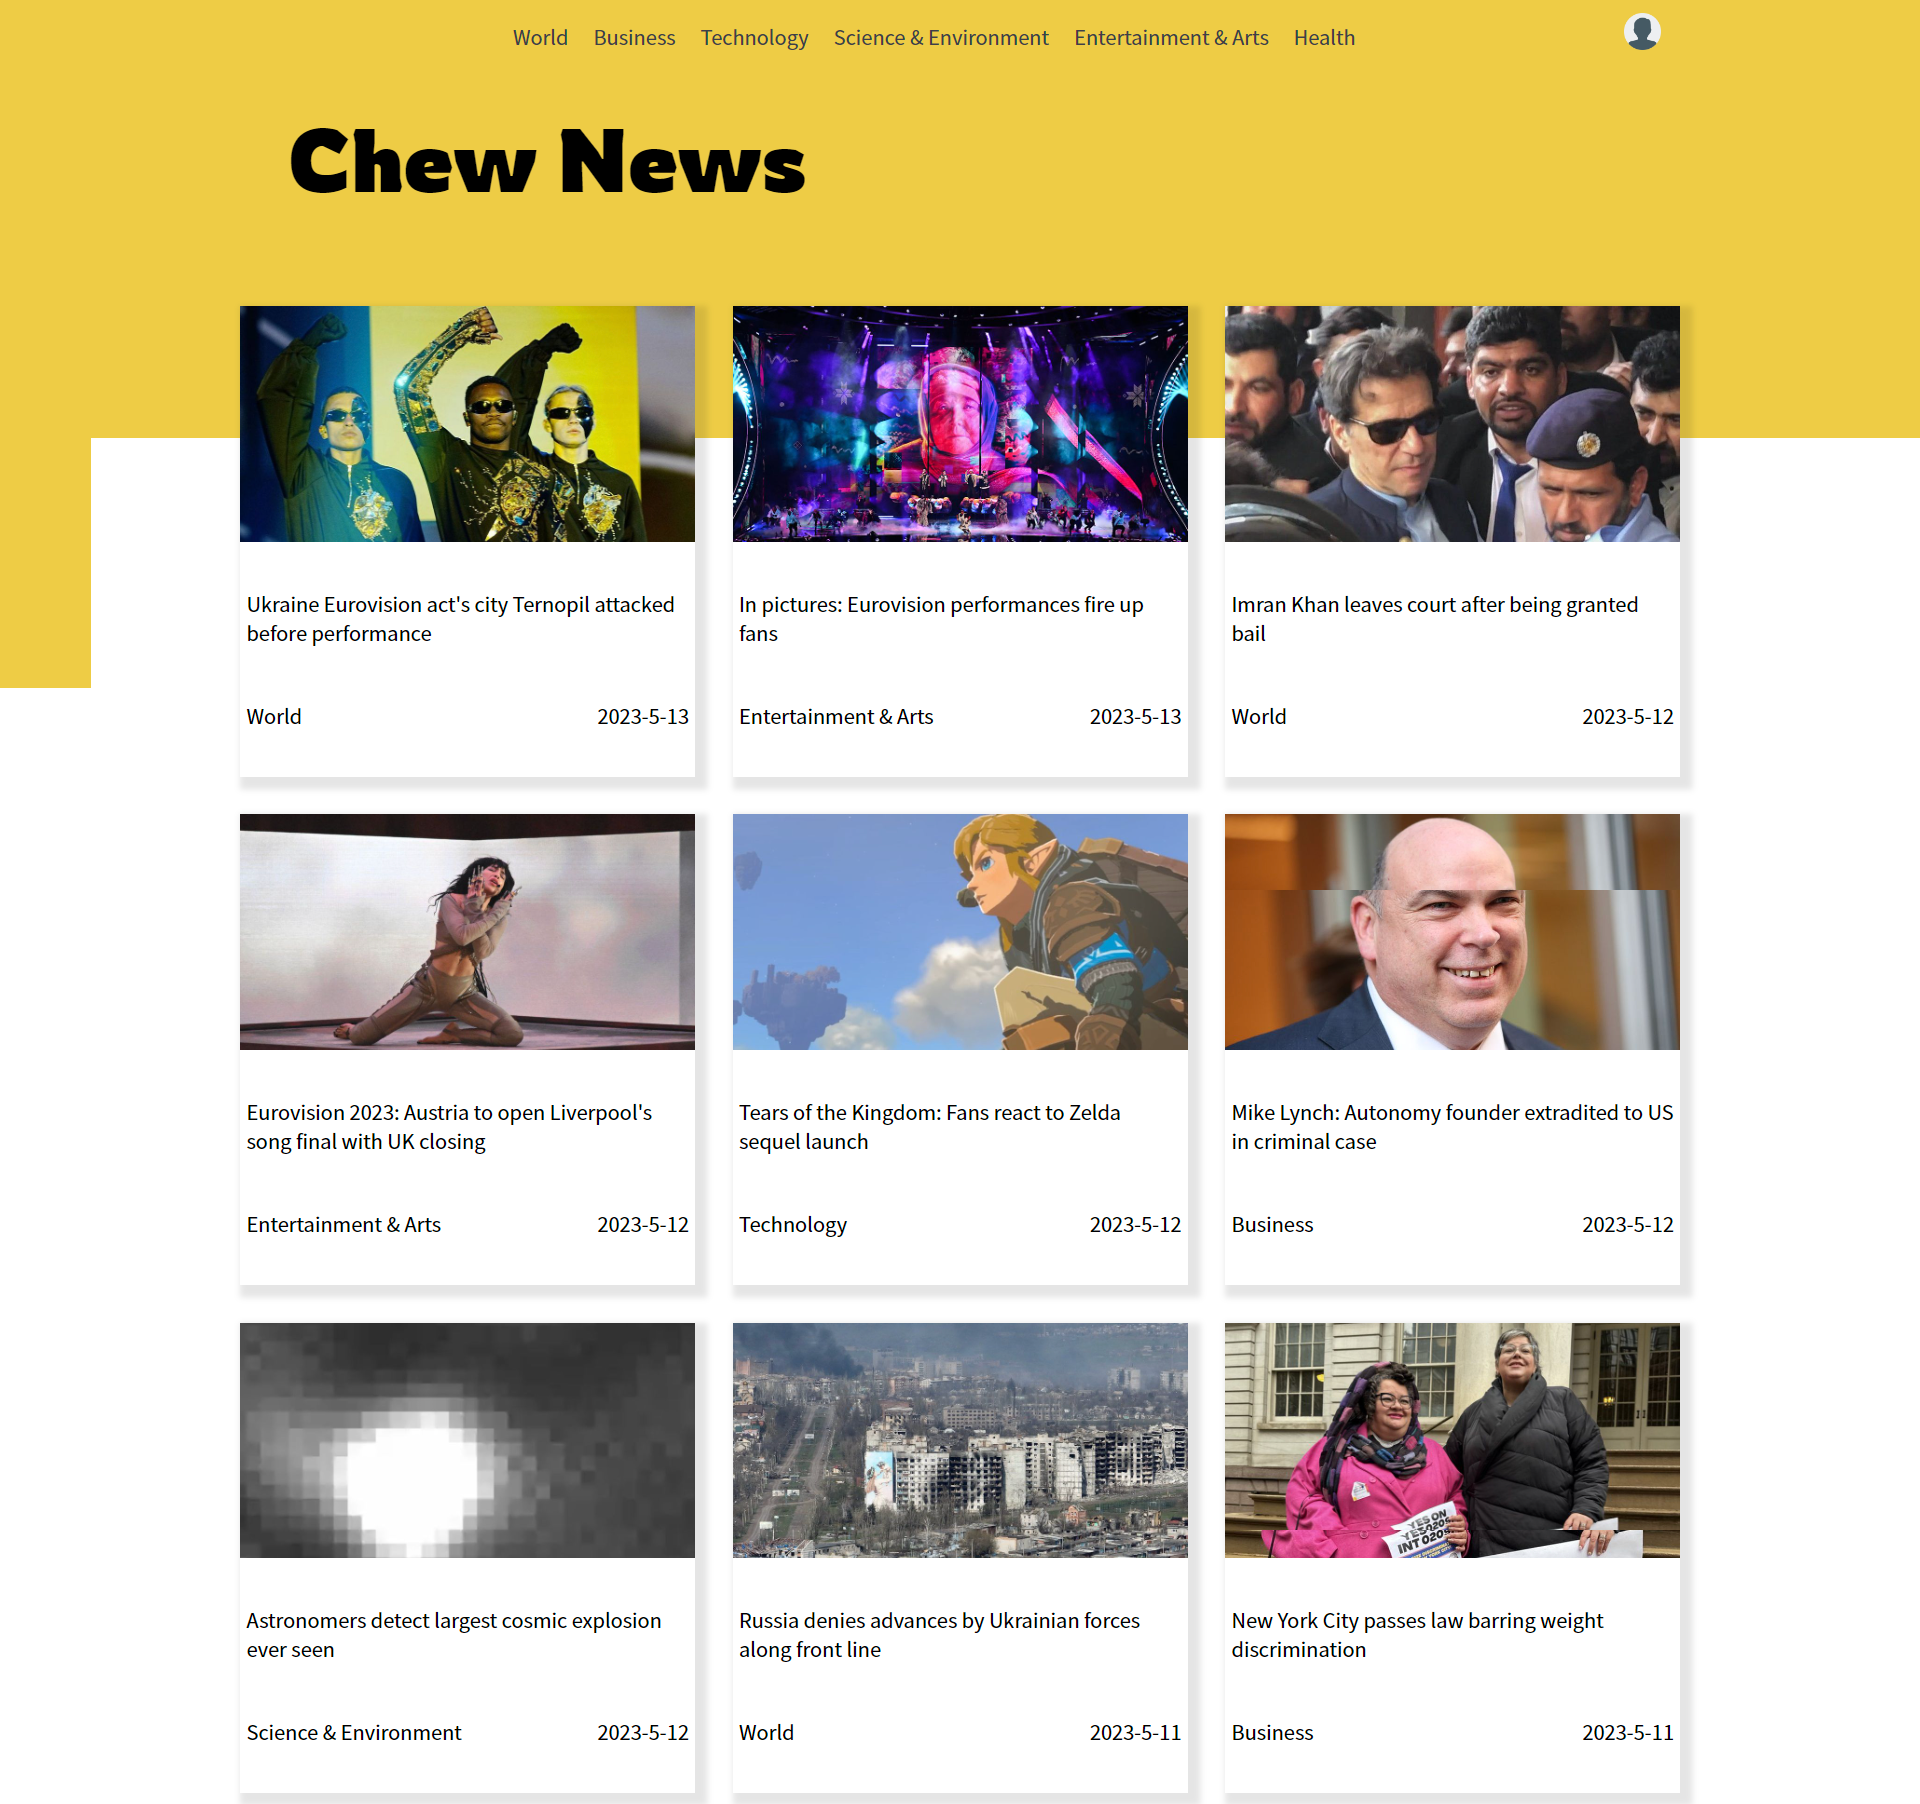 World Business Technology Science & Environment Entertainment & Arts Health
Chew News
Ukraine Eurovision act's city Ternopil attacked
before performance
World 2023-5-13
In pictures: Eurovision performances fire up
fans
Entertainment & Arts 2023-5-13
Imran Khan leaves court after being granted
bail
World 2023-5-12
Eurovision 2023: Austria to open Liverpool's
song final with UK closing
Entertainment & Arts 2023-5-12
Tears of the Kingdom: Fans react to Zelda
sequel launch
Technology 2023-5-12
Mike Lynch: Autonomy founder extradited to US
in criminal case
Business 2023-5-12
YES ON
INT 0209
Astronomers detect largest cosmic explosion
ever seen
Science & Environment 2023-5-12
Russia denies advances by Ukrainian forces
along front line
World 2023-5-11
New York City passes law barring weight
discrimination
Business 2023-5-11